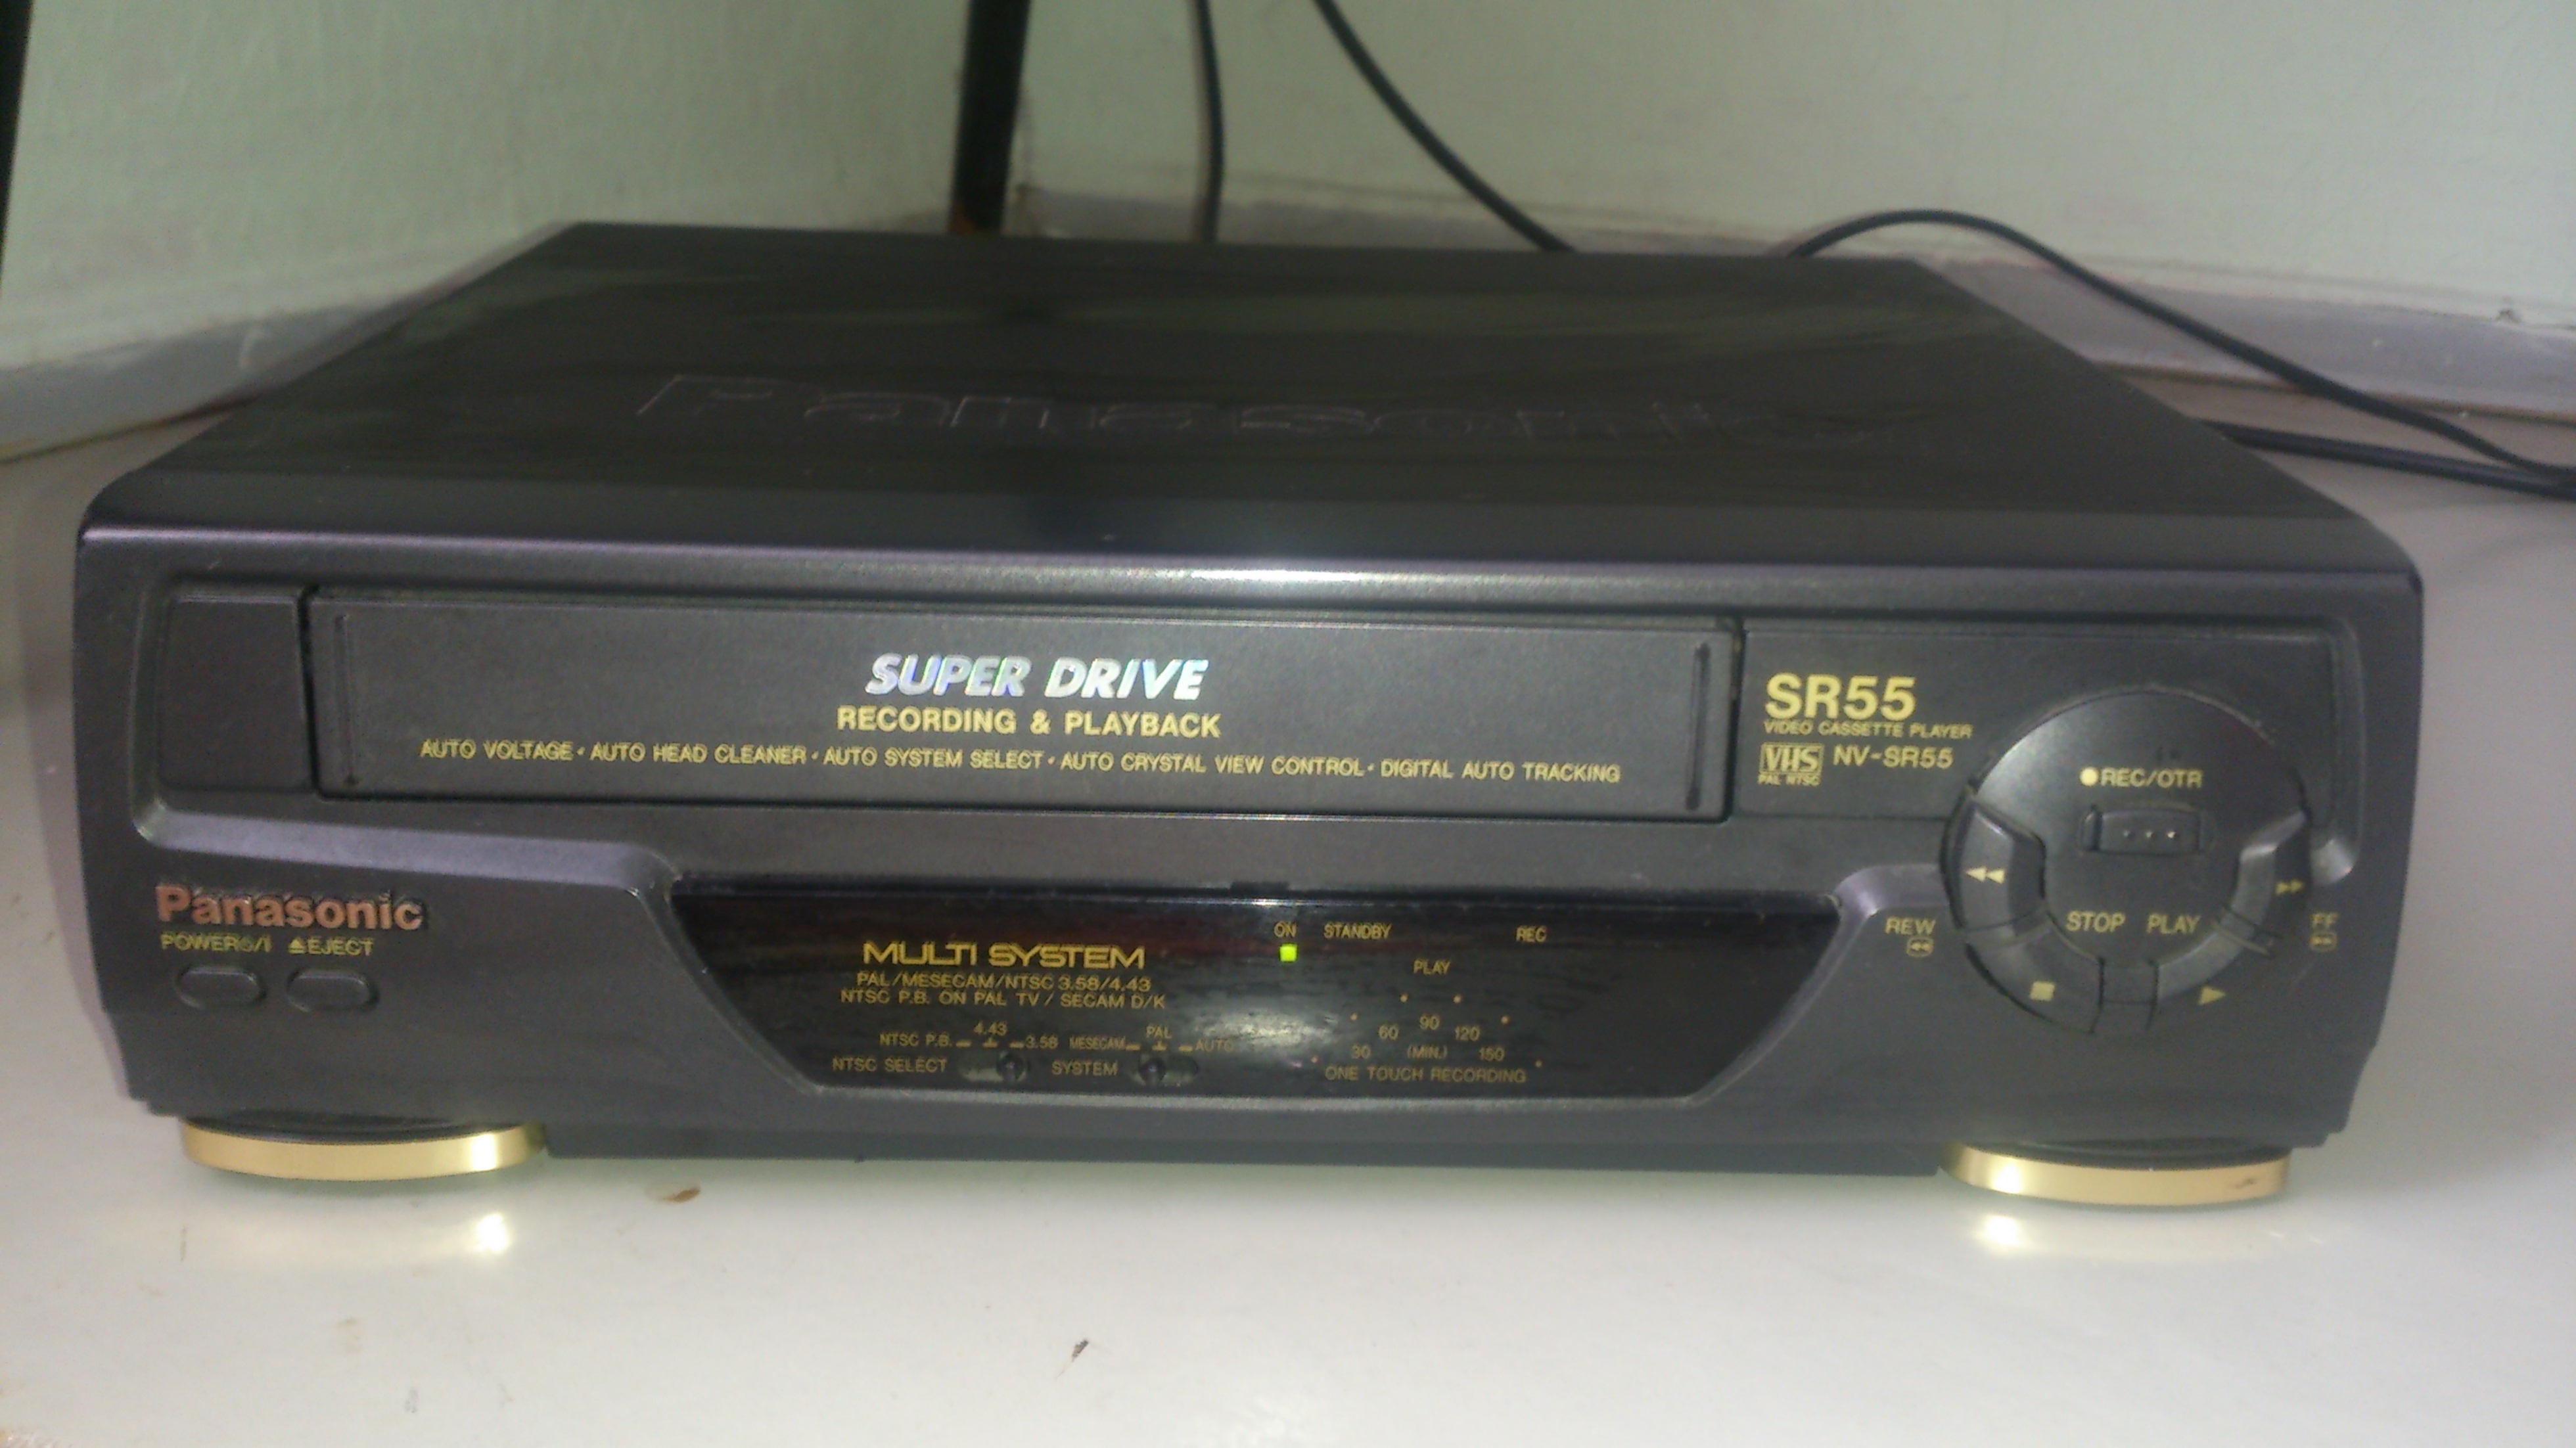 Panasonic
SUPER DRIVE
RECORDING & PLAYBACK
AUTO VOLTAGE • AUTO HEAD CLEANER • AUTO SYSTEM SELECT • AUTO CRYSTAL VIEW CONTROL • DIGITAL AUTO TRACKING
SR55
VIDEO CASSETTE PLAYER
VHS NV-SR55
PAL NTSC
●REC/OTR
REW
STOP PLAY
FF
Panasonic
POWER⏻/I ⏏EJECT
MULTI SYSTEM
PAL/MESECAM/NTSC 3.58/4.43
NTSC P.B. ON PAL TV / SECAM D/K
NTSC P.B. 4.43 3.58 MESECAM PAL AUTO
NTSC SELECT SYSTEM
ON STANDBY REC
PLAY
30 60 90 120 150
(MIN.)
ONE TOUCH RECORDING